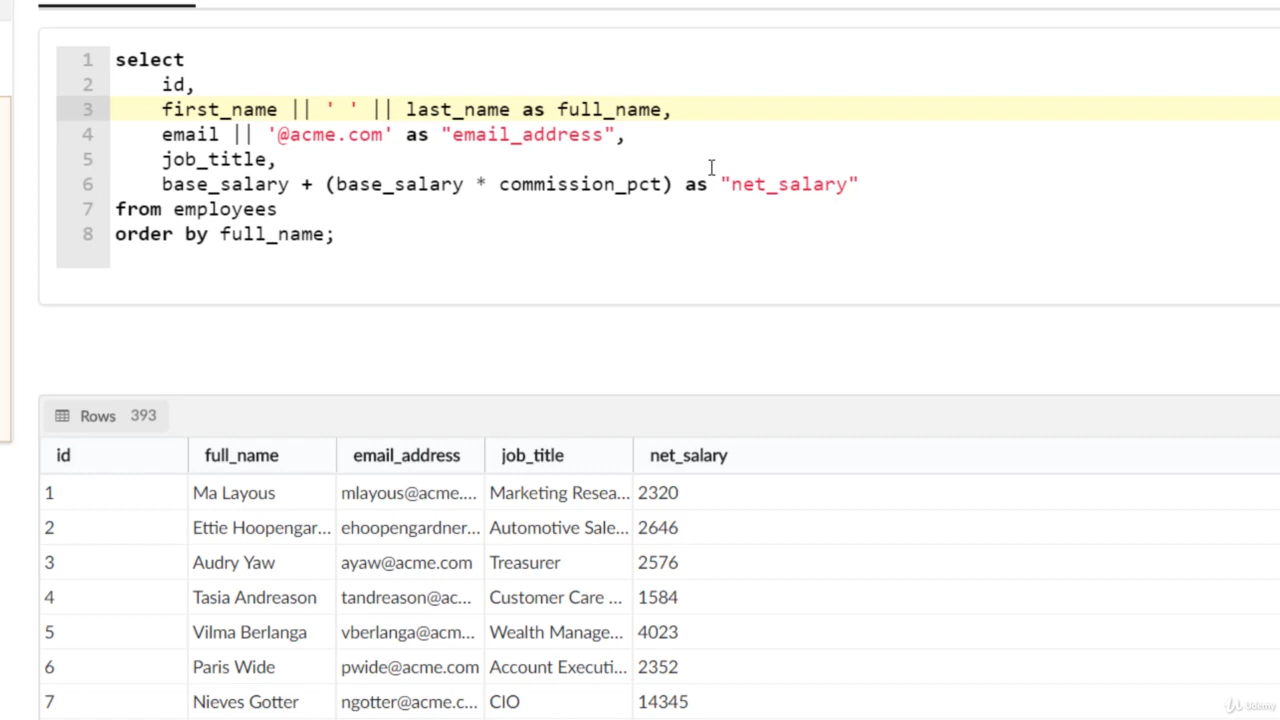 1 select
2 id,
3 first_name || ' ' || last_name as full_name,
4 email || '@acme.com' as "email_address",
5 job_title,
6 base_salary + (base_salary * commission_pct) as "net_salary"
7 from employees
8 order by full_name;
Rows 393
id full_name email_address job_title net_salary
1 Ma Layous mlayous@acme.... Marketing Resea... 2320
2 Ettie Hoopengar... ehoopengardner... Automotive Sale... 2646
3 Audry Yaw ayaw@acme.com Treasurer 2576
4 Tasia Andreason tandreason@ac... Customer Care ... 1584
5 Vilma Berlanga vberlanga@acm... Wealth Manage... 4023
6 Paris Wide pwide@acme.com Account Executi... 2352
7 Nieves Gotter ngotter@acme.c... CIO 14345
Udemy